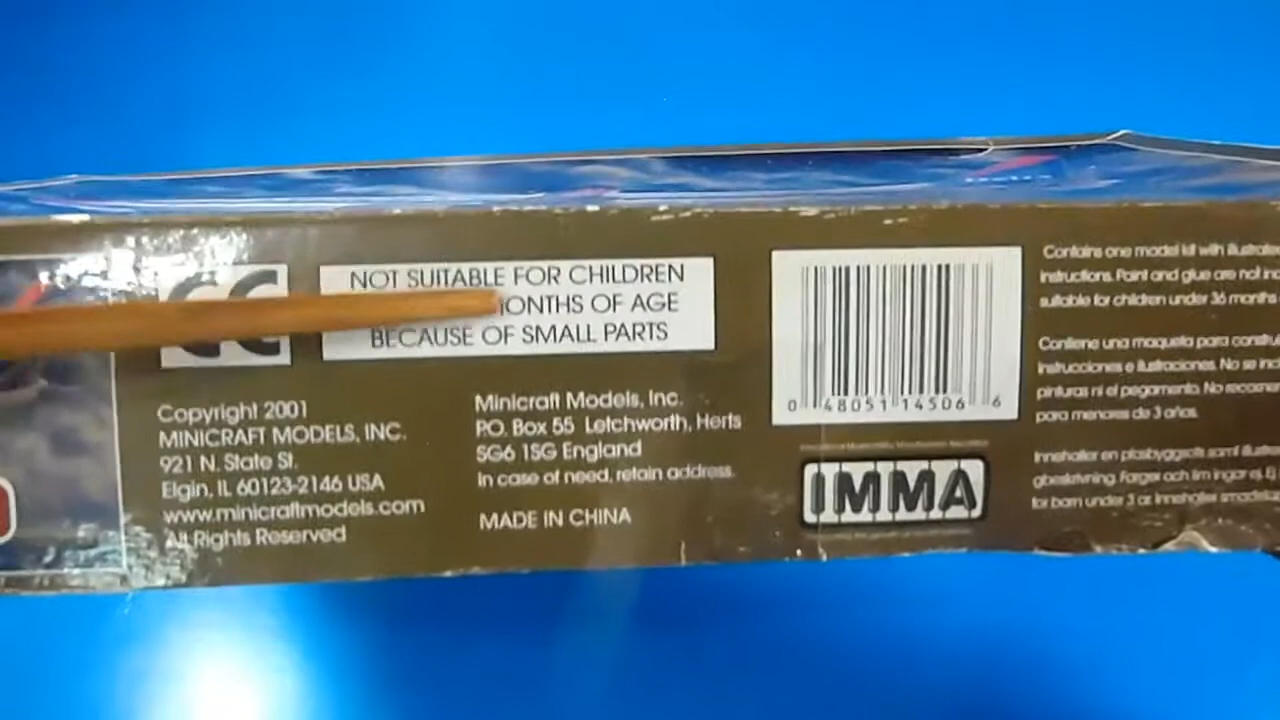 NOT SUITABLE FOR CHILDREN
OF AGE
BECAUSE OF SMALL PARTS
Copyright 2001
MINICRAFT MODELS, INC.
921 N. State St.
Elgin, IL 60123-2146 USA
www.minicraftmodels.com
All Rights Reserved
Minicraft Models, Inc.
P.O. Box 55 Letchworth, Herts
SG6 1SG England
In case of need, retain address.
MADE IN CHINA
0 48051 14506 6
IMMA
Contains one model kit with
instructions. Paint and glue are not
suitable for children under 36 months
Contiene una maqueta para
instrucciones e ilustraciones. No se
pinturas ni el pegamento. No
para menores de 3 años.
for barn under 3